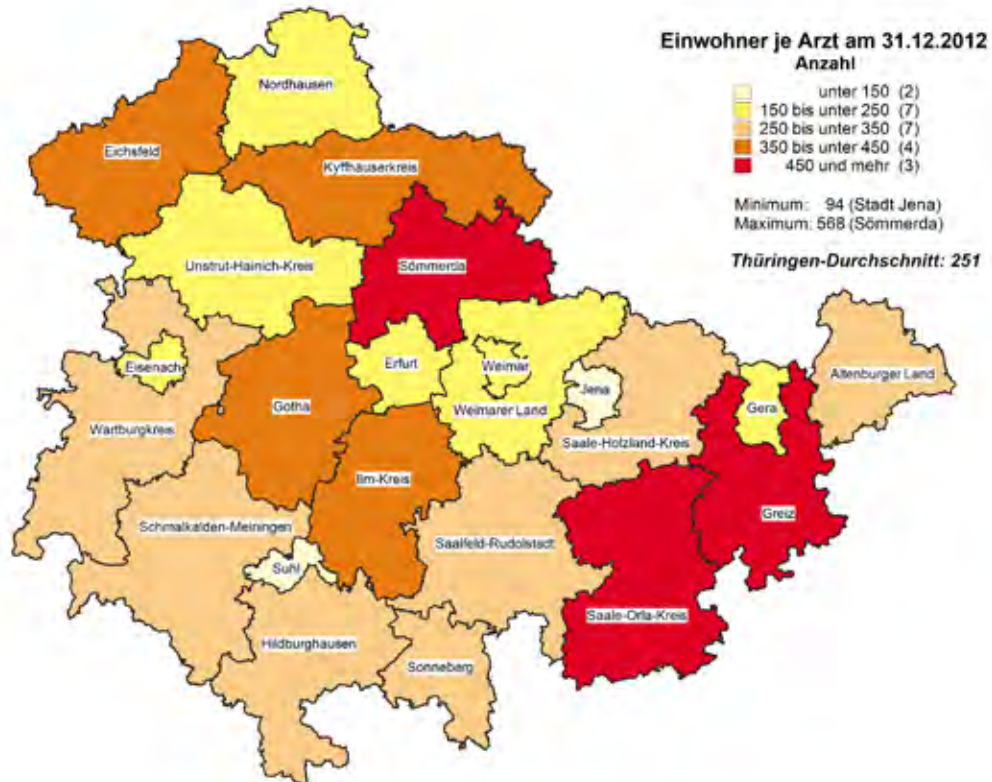 Einwohner je Arzt am 31.12.2012
Anzahl
unter 150 (2)
150 bis unter 250 (7)
250 bis unter 350 (7)
350 bis unter 450 (4)
450 und mehr (3)
Minimum: 94 (Stadt Jena)
Maximum: 568 (Sömmerda)
Thüringen-Durchschnitt: 251
Nordhausen
Eichsfeld
Kyffhäuserkreis
Unstrut-Hainich-Kreis
Sömmerda
Eisenach
Erfurt
Weimar
Jena
Altenburger Land
Gotha
Weimarer Land
Gera
Wartburgkreis
Saale-Holzland-Kreis
Ilm-Kreis
Greiz
Schmalkalden-Meiningen
Saalfeld-Rudolstadt
Suhl
Saale-Orla-Kreis
Hildburghausen
Sonneberg